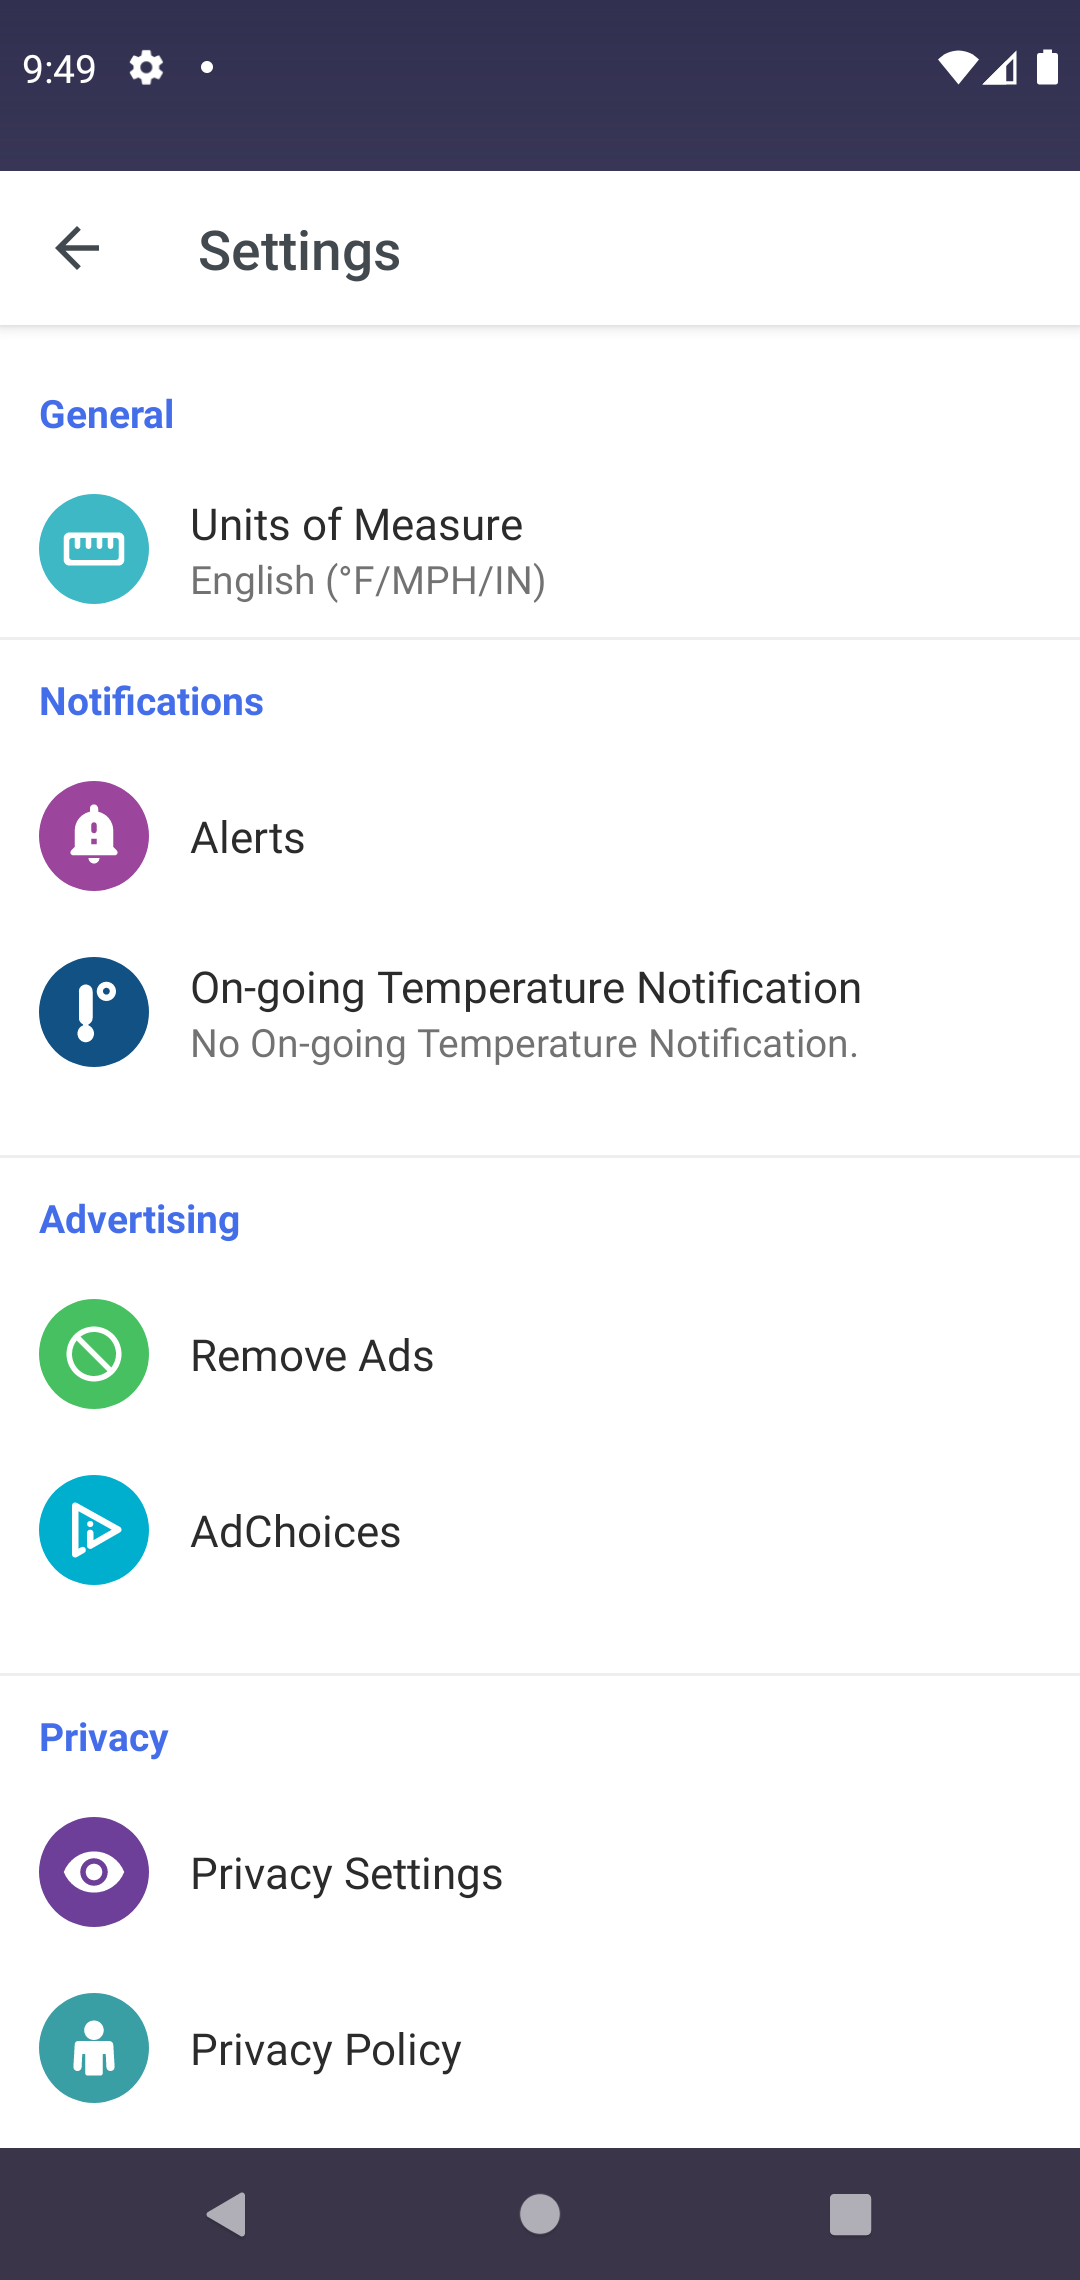 9:49
Settings
General
Units of Measure
English (°F/MPH/IN)
Notifications
Alerts
On-going Temperature Notification
No On-going Temperature Notification.
Advertising
Remove Ads
AdChoices
Privacy
Privacy Settings
Privacy Policy